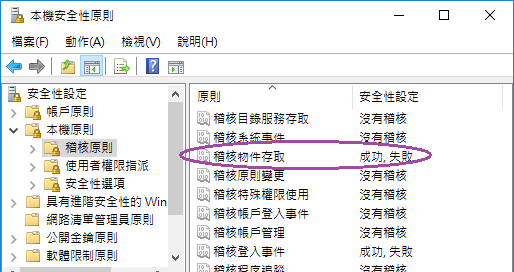 本機安全性原則
檔案(F) 動作(A) 檢視(V) 說明(H)
安全性設定
帳戶原則
本機原則
稽核原則
使用者權限指派
安全性選項
具有進階安全性的 Win
網路清單管理員原則
公開金鑰原則
軟體限制原則
原則 安全性設定
稽核目錄服務存取 沒有稽核
稽核系統事件 沒有稽核
稽核物件存取 成功, 失敗
稽核原則變更 沒有稽核
稽核特殊權限使用 沒有稽核
稽核帳戶登入事件 沒有稽核
稽核帳戶管理 沒有稽核
稽核登入事件 成功, 失敗
稽核程序追蹤 沒有稽核